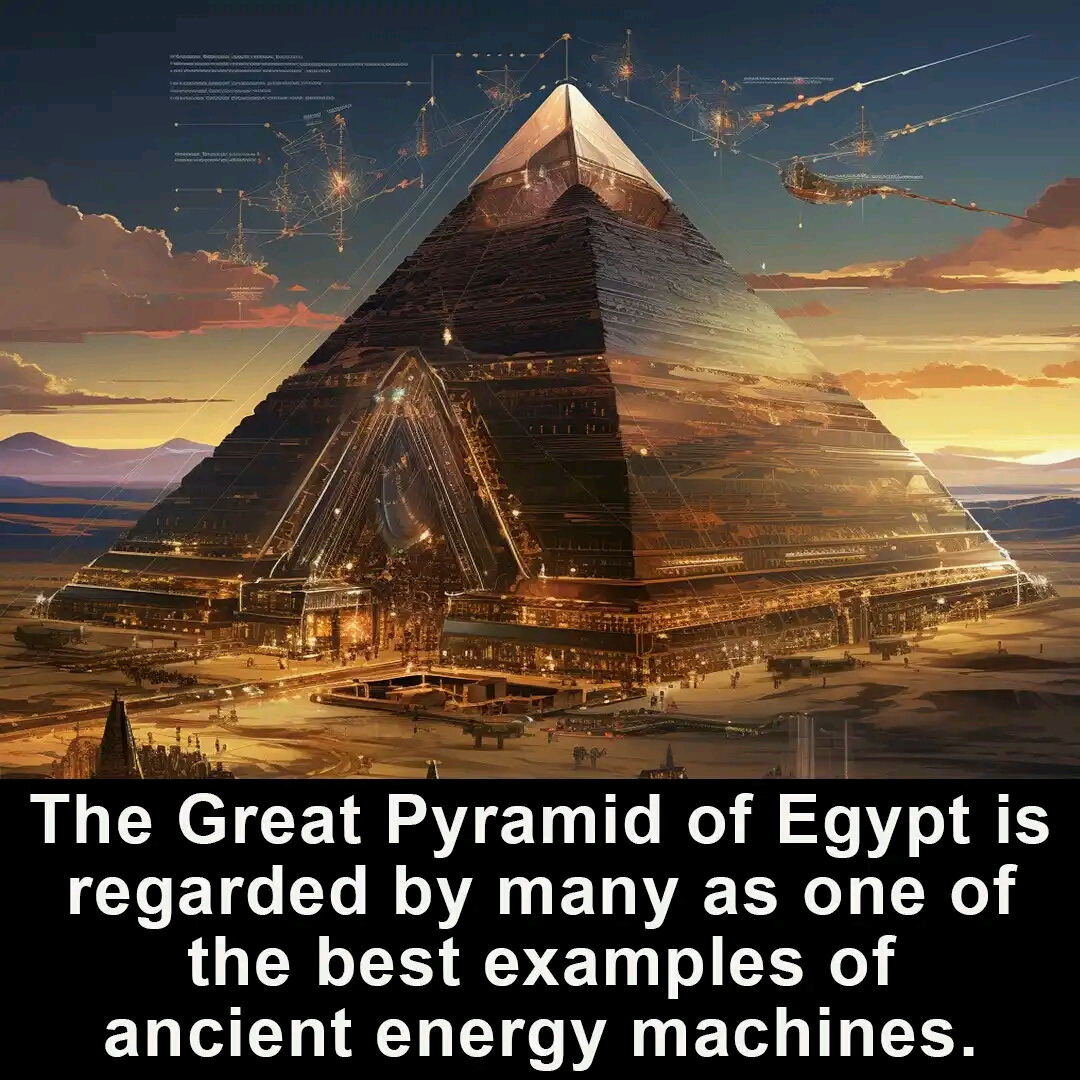 The Great Pyramid of Egypt is
regarded by many as one of
the best examples of
ancient energy machines.